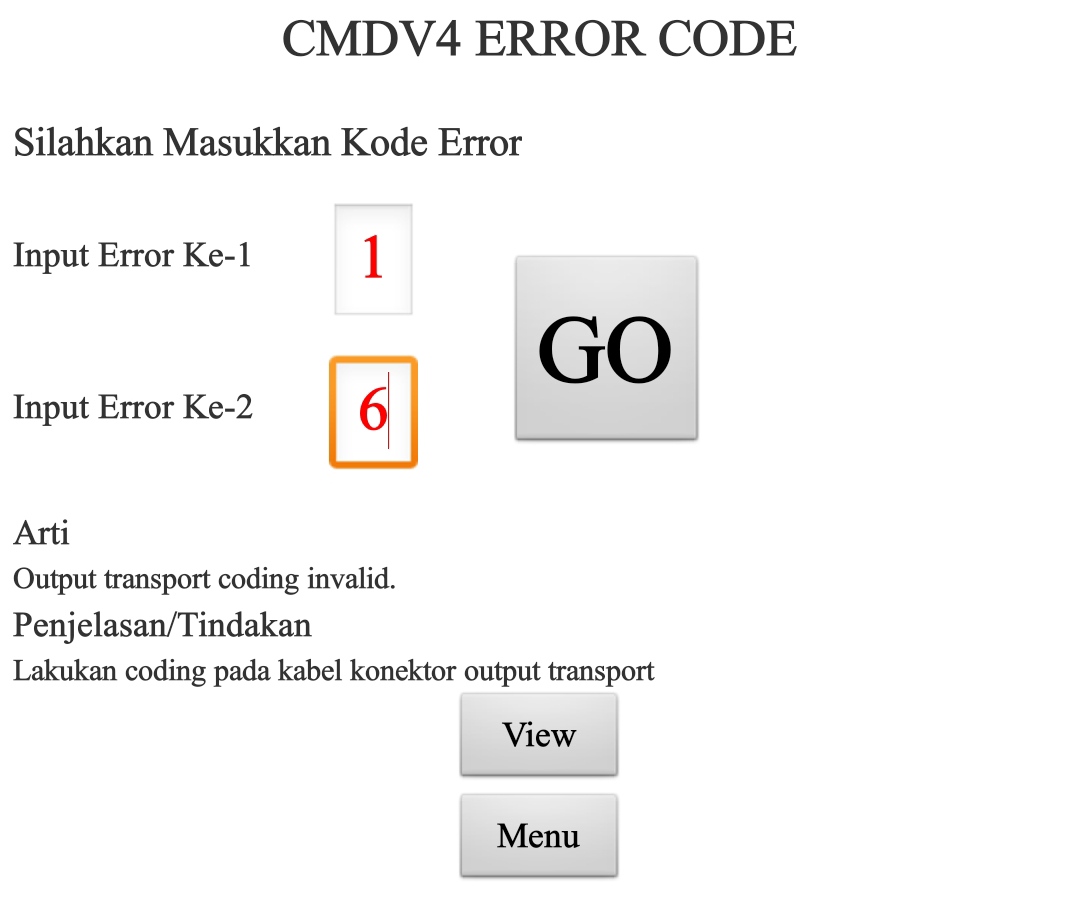 CMDV4 ERROR CODE
Silahkan Masukkan Kode Error
Input Error Ke-1
1
GO
Input Error Ke-2
6
Arti
Output transport coding invalid.
Penjelasan/Tindakan
Lakukan coding pada kabel konektor output transport
View
Menu